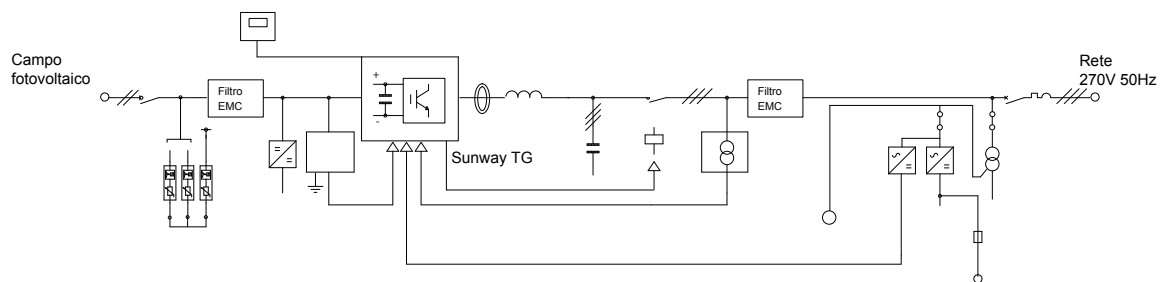 Campo
fotovoltaico
Filtro
EMC
+
-
Sunway TG
Filtro
EMC
Rete
270V 50Hz